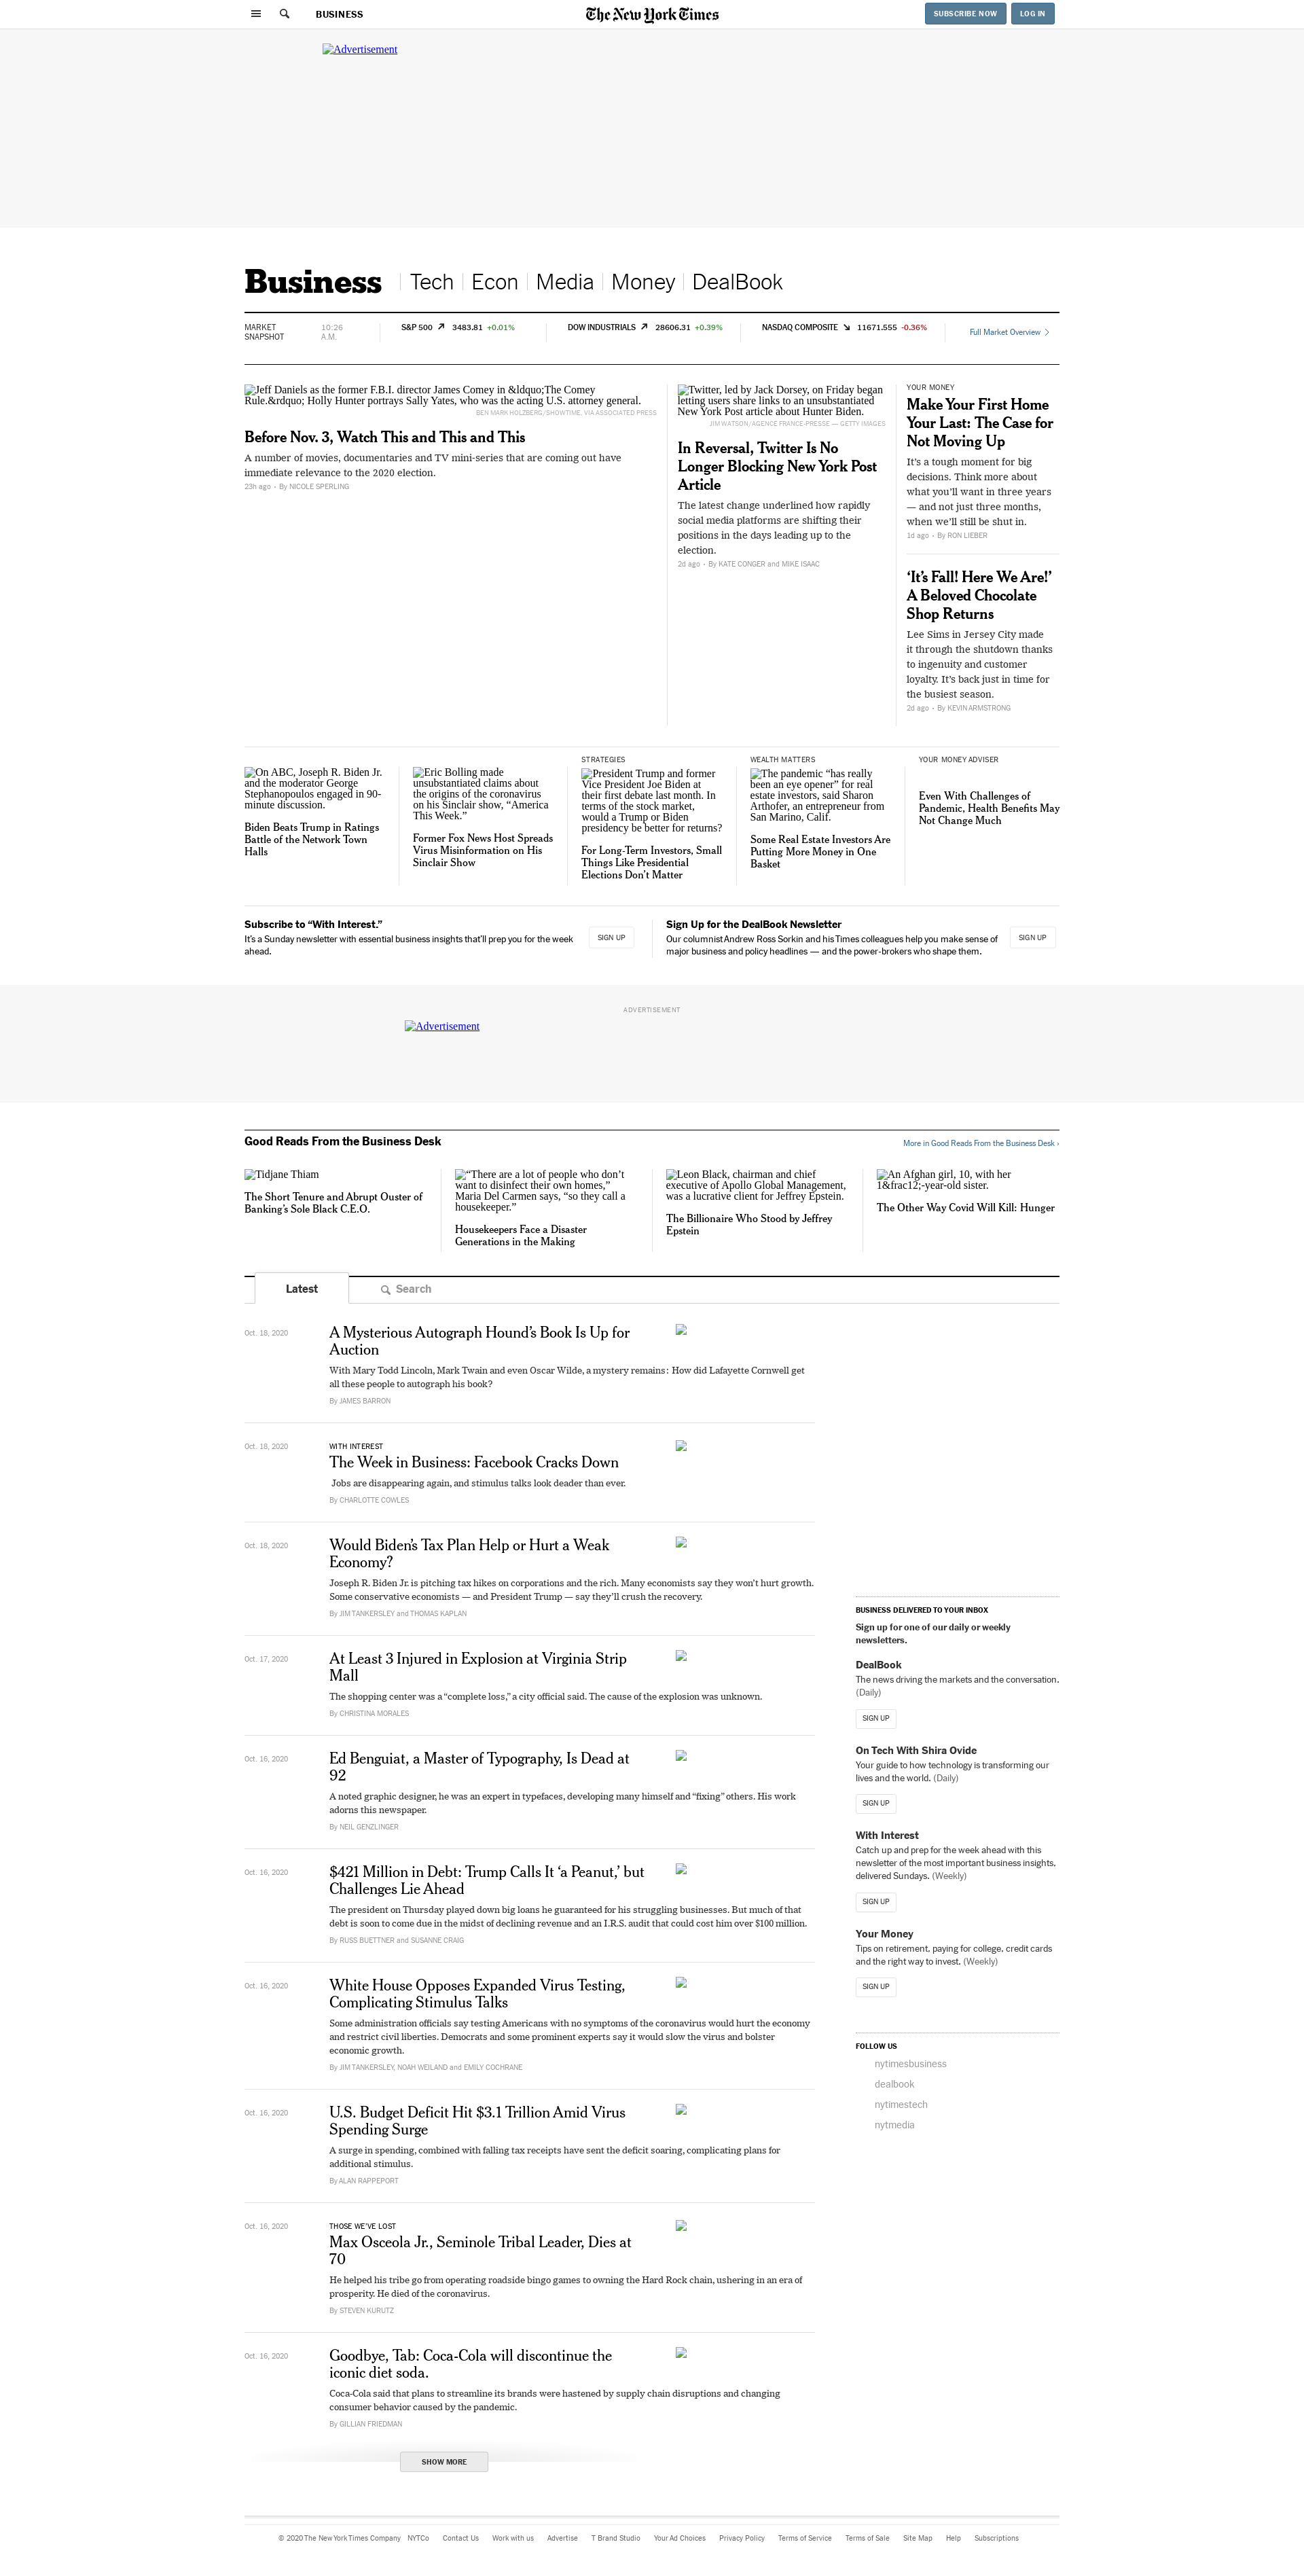 BUSINESS
The New York Times
SUBSCRIBE NOW
LOG IN
Advertisement
Business
Tech
Econ
Media
Money
DealBook
MARKET
SNAPSHOT
10:26
A.M.
S&P 500 3483.81 +0.01%
DOW INDUSTRIALS 28606.31 +0.39%
NASDAQ COMPOSITE 11671.555 -0.36%
Full Market Overview
Jeff Daniels as the former F.B.I. director James Comey in &ldquo;The Comey
Rule.&rdquo; Holly Hunter portrays Sally Yates, who was the acting U.S. attorney general.
BEN MARK HOLZBERG/SHOWTIME, VIA ASSOCIATED PRESS
Before Nov. 3, Watch This and This and This
A number of movies, documentaries and TV mini-series that are coming out have
immediate relevance to the 2020 election.
23h ago • By NICOLE SPERLING
Twitter, led by Jack Dorsey, on Friday began
letting users share links to an unsubstantiated
New York Post article about Hunter Biden.
JIM WATSON/AGENCE FRANCE-PRESSE — GETTY IMAGES
In Reversal, Twitter Is No
Longer Blocking New York Post
Article
The latest change underlined how rapidly
social media platforms are shifting their
positions in the days leading up to the
election.
2d ago • By KATE CONGER and MIKE ISAAC
YOUR MONEY
Make Your First Home
Your Last: The Case for
Not Moving Up
It’s a tough moment for big
decisions. Think more about
what you’ll want in three years
— and not just three months,
when we’ll still be shut in.
1d ago • By RON LIEBER
‘It’s Fall! Here We Are!’
A Beloved Chocolate
Shop Returns
Lee Sims in Jersey City made
it through the shutdown thanks
to ingenuity and customer
loyalty. It’s back just in time for
the busiest season.
2d ago • By KEVIN ARMSTRONG
On ABC, Joseph R. Biden Jr.
and the moderator George
Stephanopoulos engaged in 90-
minute discussion.
Biden Beats Trump in Ratings
Battle of the Network Town
Halls
Eric Bolling made
unsubstantiated claims about
the origins of the coronavirus
on his Sinclair show, “America
This Week.”
Former Fox News Host Spreads
Virus Misinformation on His
Sinclair Show
STRATEGIES
President Trump and former
Vice President Joe Biden at
their first debate last month. In
terms of the stock market,
would a Trump or Biden
presidency be better for returns?
For Long-Term Investors, Small
Things Like Presidential
Elections Don’t Matter
WEALTH MATTERS
The pandemic “has really
been an eye opener” for real
estate investors, said Sharon
Arthofer, an entrepreneur from
San Marino, Calif.
Some Real Estate Investors Are
Putting More Money in One
Basket
YOUR MONEY ADVISER
Even With Challenges of
Pandemic, Health Benefits May
Not Change Much
Subscribe to “With Interest.”
It’s a Sunday newsletter with essential business insights that’ll prep you for the week
ahead.
SIGN UP
Sign Up for the DealBook Newsletter
Our columnist Andrew Ross Sorkin and his Times colleagues help you make sense of
major business and policy headlines — and the power-brokers who shape them.
SIGN UP
ADVERTISEMENT
Advertisement
Good Reads From the Business Desk
More in Good Reads From the Business Desk ›
Tidjane Thiam
The Short Tenure and Abrupt Ouster of
Banking’s Sole Black C.E.O.
“There are a lot of people who don’t
want to disinfect their own homes,”
Maria Del Carmen says, “so they call a
housekeeper.”
Housekeepers Face a Disaster
Generations in the Making
Leon Black, chairman and chief
executive of Apollo Global Management,
was a lucrative client for Jeffrey Epstein.
The Billionaire Who Stood by Jeffrey
Epstein
An Afghan girl, 10, with her
1&frac12;-year-old sister.
The Other Way Covid Will Kill: Hunger
Latest
Search
Oct. 18, 2020
A Mysterious Autograph Hound’s Book Is Up for
Auction
With Mary Todd Lincoln, Mark Twain and even Oscar Wilde, a mystery remains: How did Lafayette Cornwell get
all these people to autograph his book?
By JAMES BARRON
Oct. 18, 2020
WITH INTEREST
The Week in Business: Facebook Cracks Down
Jobs are disappearing again, and stimulus talks look deader than ever.
By CHARLOTTE COWLES
Oct. 18, 2020
Would Biden’s Tax Plan Help or Hurt a Weak
Economy?
Joseph R. Biden Jr. is pitching tax hikes on corporations and the rich. Many economists say they won’t hurt growth.
Some conservative economists — and President Trump — say they’ll crush the recovery.
By JIM TANKERSLEY and THOMAS KAPLAN
Oct. 17, 2020
At Least 3 Injured in Explosion at Virginia Strip
Mall
The shopping center was a “complete loss,” a city official said. The cause of the explosion was unknown.
By CHRISTINA MORALES
Oct. 16, 2020
Ed Benguiat, a Master of Typography, Is Dead at
92
A noted graphic designer, he was an expert in typefaces, developing many himself and “fixing” others. His work
adorns this newspaper.
By NEIL GENZLINGER
Oct. 16, 2020
$421 Million in Debt: Trump Calls It ‘a Peanut,’ but
Challenges Lie Ahead
The president on Thursday played down big loans he guaranteed for his struggling businesses. But much of that
debt is soon to come due in the midst of declining revenue and an I.R.S. audit that could cost him over $100 million.
By RUSS BUETTNER and SUSANNE CRAIG
Oct. 16, 2020
White House Opposes Expanded Virus Testing,
Complicating Stimulus Talks
Some administration officials say testing Americans with no symptoms of the coronavirus would hurt the economy
and restrict civil liberties. Democrats and some prominent experts say it would slow the virus and bolster
economic growth.
By JIM TANKERSLEY, NOAH WEILAND and EMILY COCHRANE
Oct. 16, 2020
U.S. Budget Deficit Hit $3.1 Trillion Amid Virus
Spending Surge
A surge in spending, combined with falling tax receipts have sent the deficit soaring, complicating plans for
additional stimulus.
By ALAN RAPPEPORT
Oct. 16, 2020
THOSE WE’VE LOST
Max Osceola Jr., Seminole Tribal Leader, Dies at
70
He helped his tribe go from operating roadside bingo games to owning the Hard Rock chain, ushering in an era of
prosperity. He died of the coronavirus.
By STEVEN KURUTZ
Oct. 16, 2020
Goodbye, Tab: Coca-Cola will discontinue the
iconic diet soda.
Coca-Cola said that plans to streamline its brands were hastened by supply chain disruptions and changing
consumer behavior caused by the pandemic.
By GILLIAN FRIEDMAN
SHOW MORE
BUSINESS DELIVERED TO YOUR INBOX
Sign up for one of our daily or weekly
newsletters.
DealBook
The news driving the markets and the conversation.
(Daily)
SIGN UP
On Tech With Shira Ovide
Your guide to how technology is transforming our
lives and the world. (Daily)
SIGN UP
With Interest
Catch up and prep for the week ahead with this
newsletter of the most important business insights,
delivered Sundays. (Weekly)
SIGN UP
Your Money
Tips on retirement, paying for college, credit cards
and the right way to invest. (Weekly)
SIGN UP
FOLLOW US
nytimesbusiness
dealbook
nytimestech
nytmedia
© 2020 The New York Times Company NYTCo Contact Us Work with us Advertise T Brand Studio Your Ad Choices Privacy Policy Terms of Service Terms of Sale Site Map Help Subscriptions